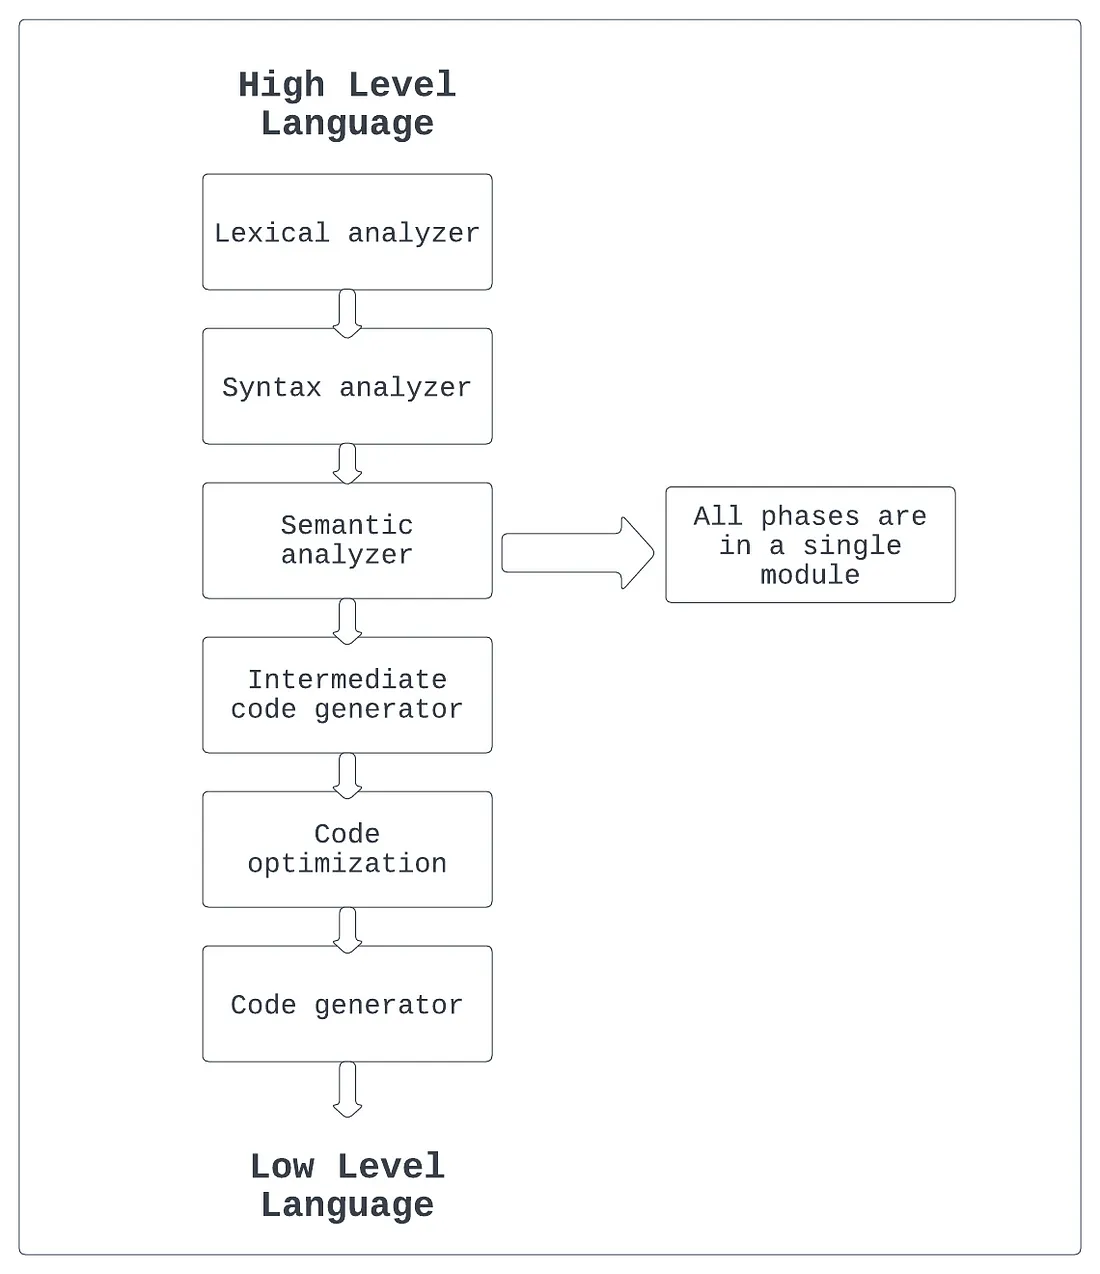 High Level
Language
Lexical analyzer
Syntax analyzer
Semantic
analyzer
All phases are
in a single
module
Intermediate
code generator
Code
optimization
Code generator
Low Level
Language